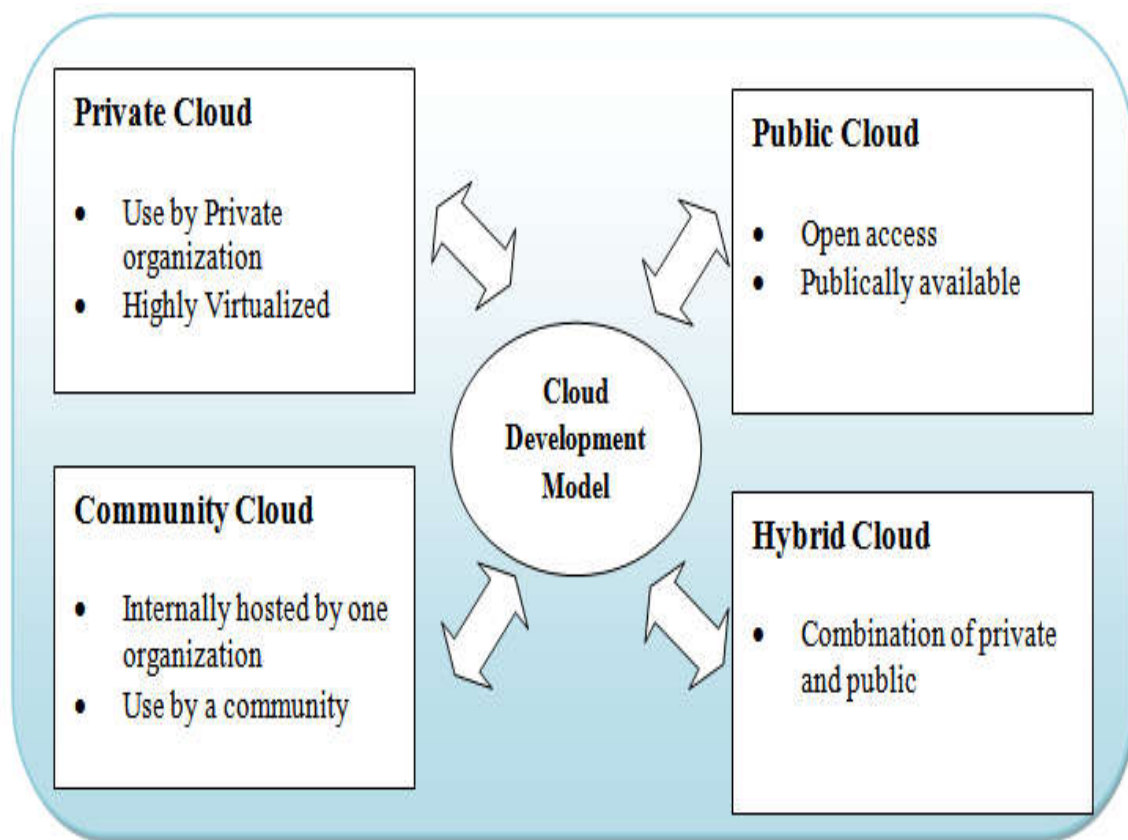 Private Cloud
• Use by Private
organization
• Highly Virtualized
Public Cloud
• Open access
• Publically available
Cloud
Development
Model
Community Cloud
• Internally hosted by one
organization
• Use by a community
Hybrid Cloud
• Combination of private
and public